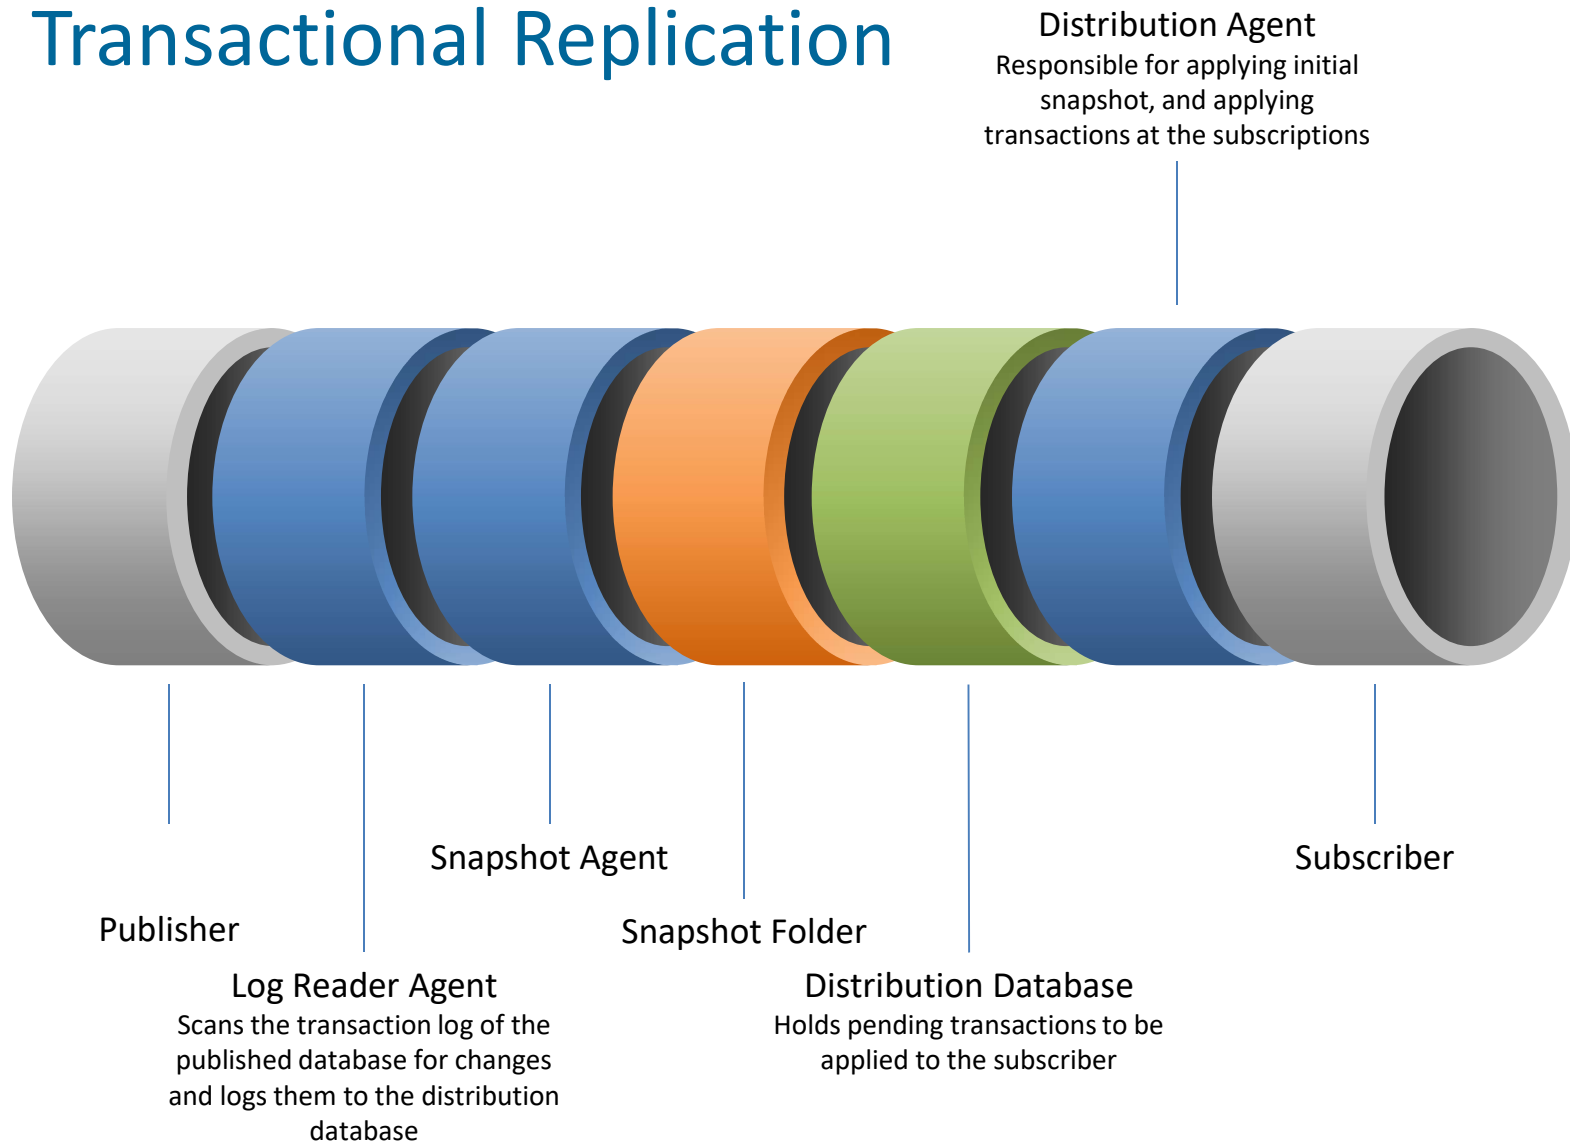 Transactional Replication
Distribution Agent
Responsible for applying initial
snapshot, and applying
transactions at the subscriptions
Snapshot Agent
Subscriber
Publisher
Snapshot Folder
Log Reader Agent
Scans the transaction log of the
published database for changes
and logs them to the distribution
database
Distribution Database
Holds pending transactions to be
applied to the subscriber